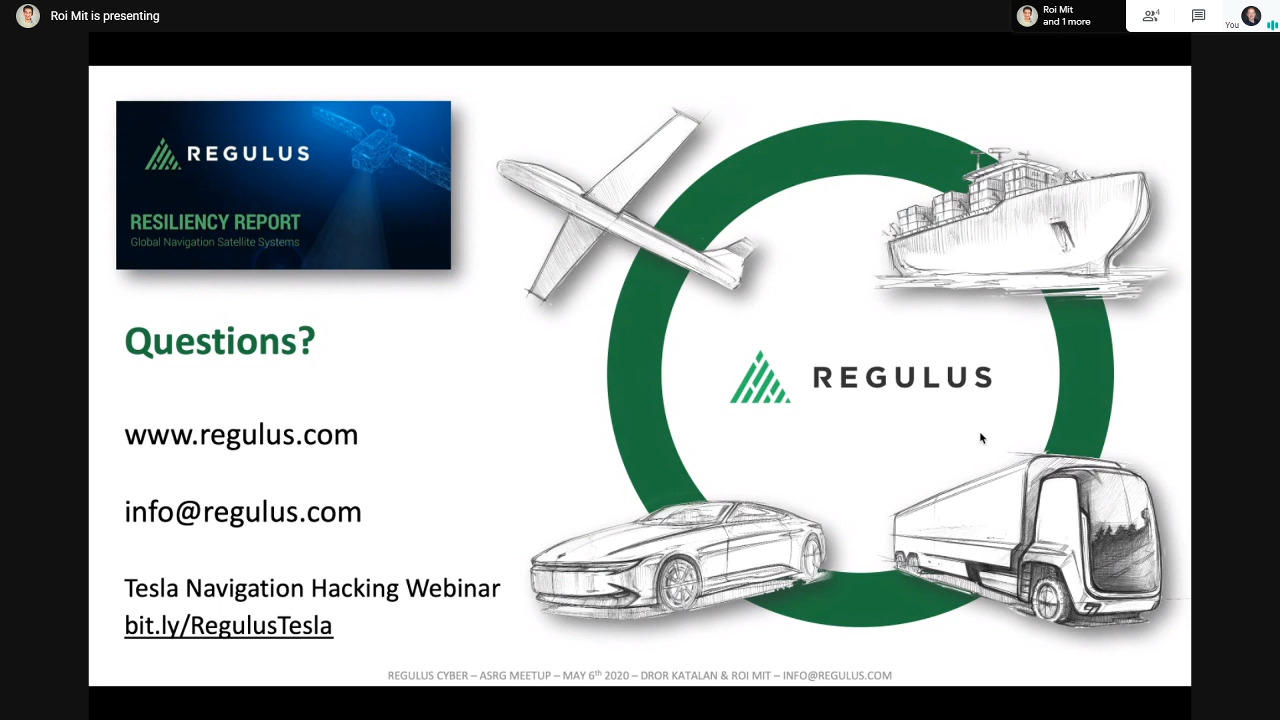 Roi Mit is presenting
Roi Mit
and 1 more
4
You
REGULUS
RESILIENCY REPORT
Global Navigation Satellite Systems
Questions?
www.regulus.com
info@regulus.com
Tesla Navigation Hacking Webinar
bit.ly/RegulusTesla
REGULUS
REGULUS CYBER – ASRG MEETUP – MAY 6th 2020 – DROR KATALAN & ROI MIT – INFO@REGULUS.COM